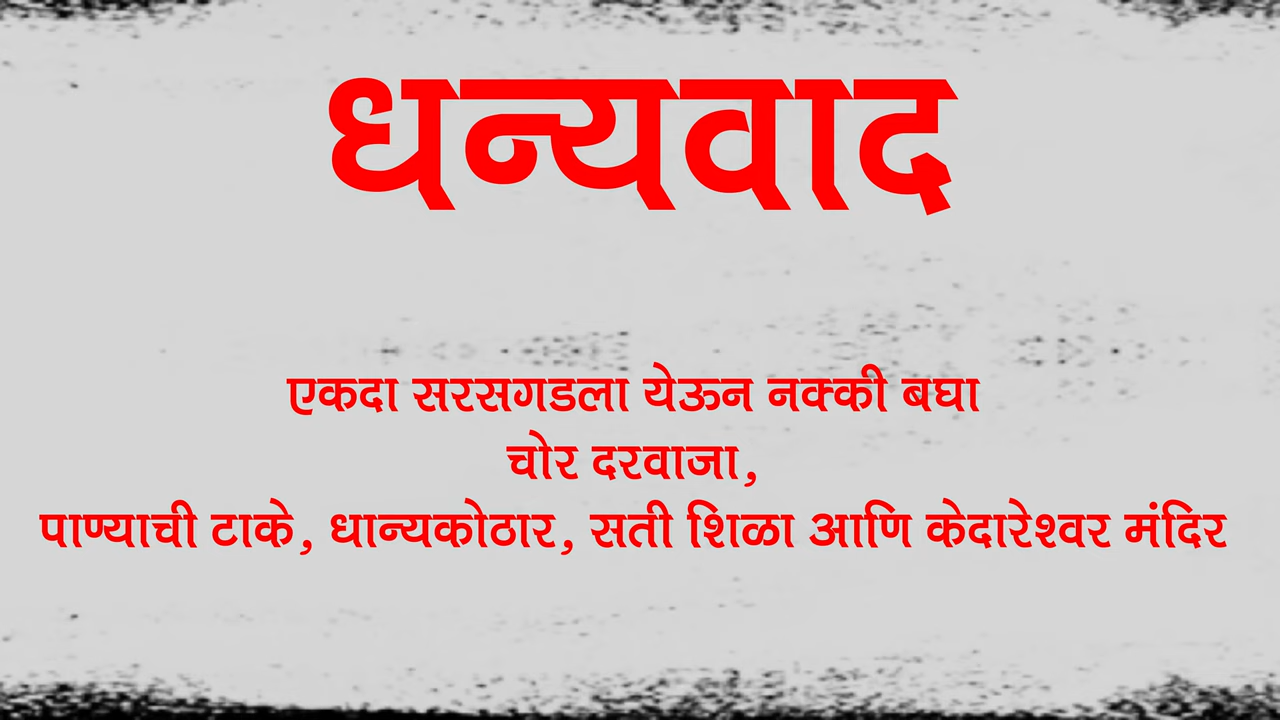 धन्यवाद
एकदा सरसगडला येऊन नक्की बघा
चोर दरवाजा,
पाण्याची टाके, धान्यकोठार, सती शिळा आणि केदारेश्वर मंदिर